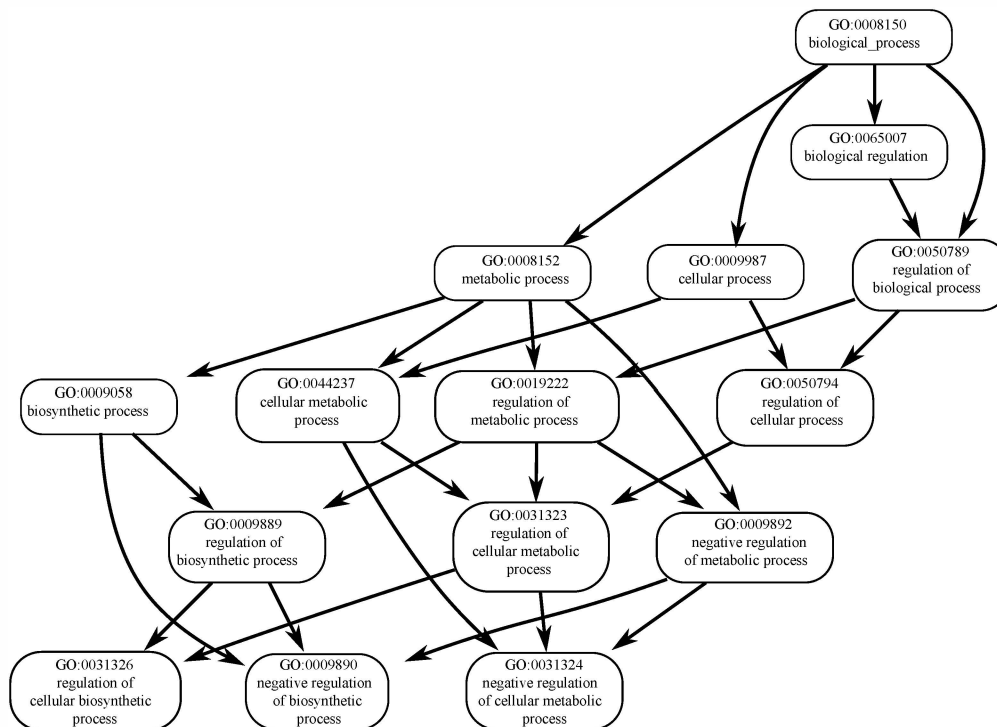 GO:0008150
biological_process
GO:0065007
biological regulation
GO:0008152
metabolic process
GO:0009987
cellular process
GO:0050789
regulation of
biological process
GO:0009058
biosynthetic process
GO:0044237
cellular metabolic
process
GO:0019222
regulation of
metabolic process
GO:0050794
regulation of
cellular process
GO:0009889
regulation of
biosynthetic process
GO:0031323
regulation of
cellular metabolic
process
GO:0009892
negative regulation
of metabolic process
GO:0031326
regulation of
cellular biosynthetic
process
GO:0009890
negative regulation
of biosynthetic
process
GO:0031324
negative regulation
of cellular metabolic
process